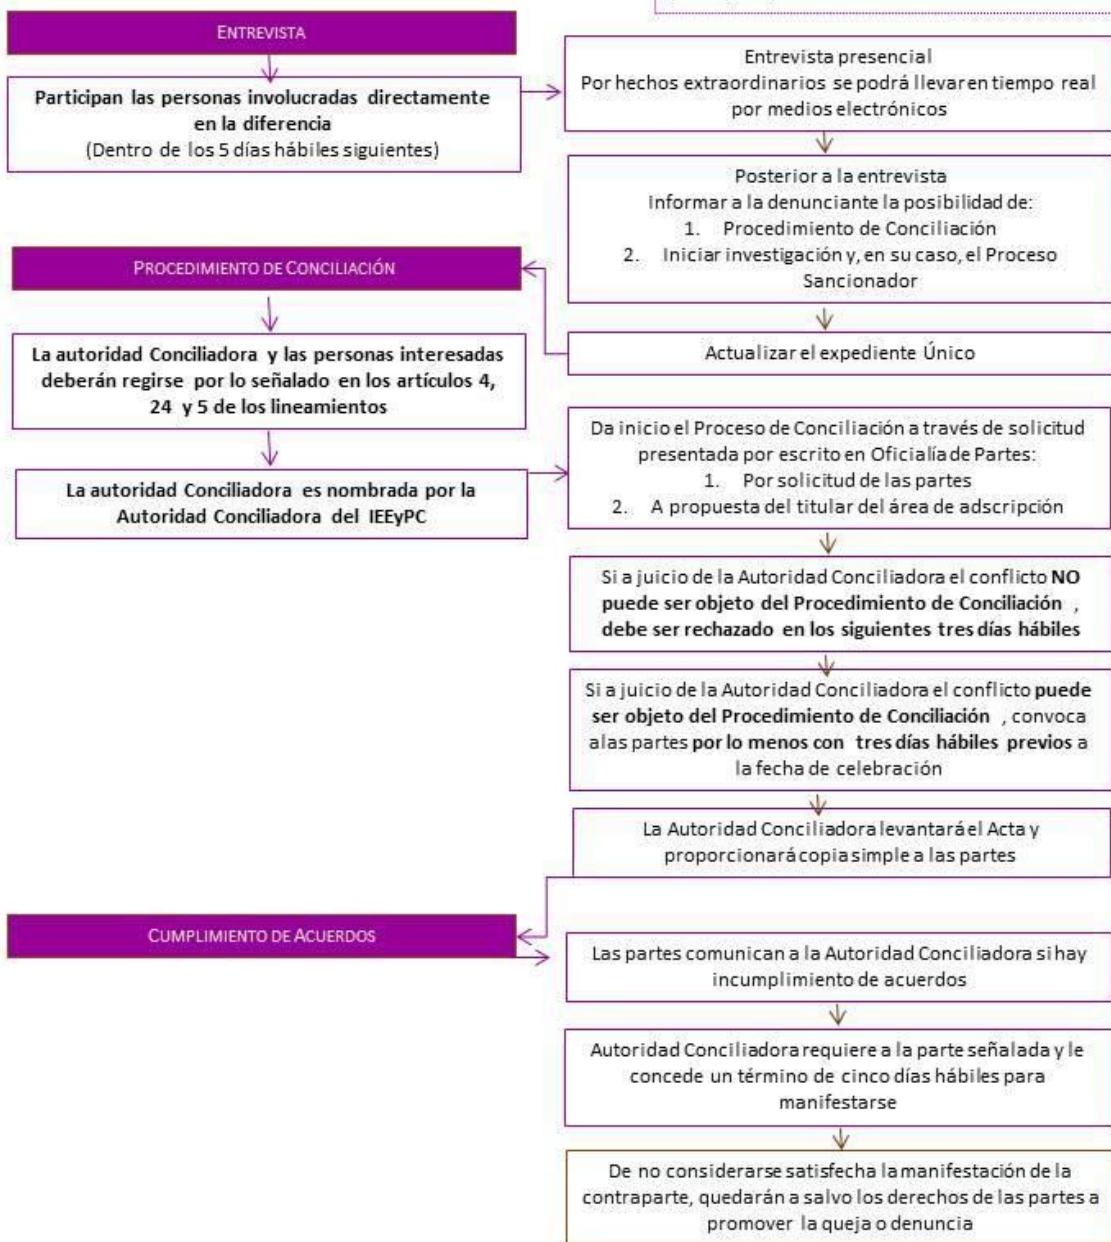 ENTREVISTA
Participan las personas involucradas directamente
en la diferencia
(Dentro de los 5 días hábiles siguientes)
Entrevista presencial
Por hechos extraordinarios se podrá llevar en tiempo real
por medios electrónicos
Posterior a la entrevista
Informar a la denunciante la posibilidad de:
1. Procedimiento de Conciliación
2. Iniciar investigación y, en su caso, el Proceso
Sancionador
Actualizar el expediente Único
PROCEDIMIENTO DE CONCILIACIÓN
La autoridad Conciliadora y las personas interesadas
deberán regirse por lo señalado en los artículos 4,
24 y 5 de los lineamientos
La autoridad Conciliadora es nombrada por la
Autoridad Conciliadora del IEEyPC
Da inicio el Proceso de Conciliación a través de solicitud
presentada por escrito en Oficialía de Partes:
1. Por solicitud de las partes
2. A propuesta del titular del área de adscripción
Si a juicio de la Autoridad Conciliadora el conflicto NO
puede ser objeto del Procedimiento de Conciliación ,
debe ser rechazado en los siguientes tres días hábiles
Si a juicio de la Autoridad Conciliadora el conflicto puede
ser objeto del Procedimiento de Conciliación , convoca
a las partes por lo menos con tres días hábiles previos a
la fecha de celebración
La Autoridad Conciliadora levantará el Acta y
proporcionará copia simple a las partes
CUMPLIMIENTO DE ACUERDOS
Las partes comunican a la Autoridad Conciliadora si hay
incumplimiento de acuerdos
Autoridad Conciliadora requiere a la parte señalada y le
concede un término de cinco días hábiles para
manifestarse
De no considerarse satisfecha la manifestación de la
contraparte, quedarán a salvo los derechos de las partes a
promover la queja o denuncia